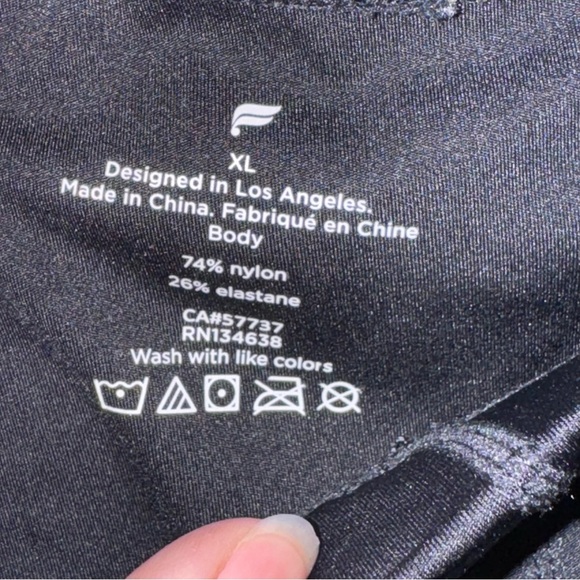 XL
Designed in Los Angeles.
Made in China. Fabriqué en Chine
Body
74% nylon
26% elastane
CA#57737
RN134638
Wash with like colors